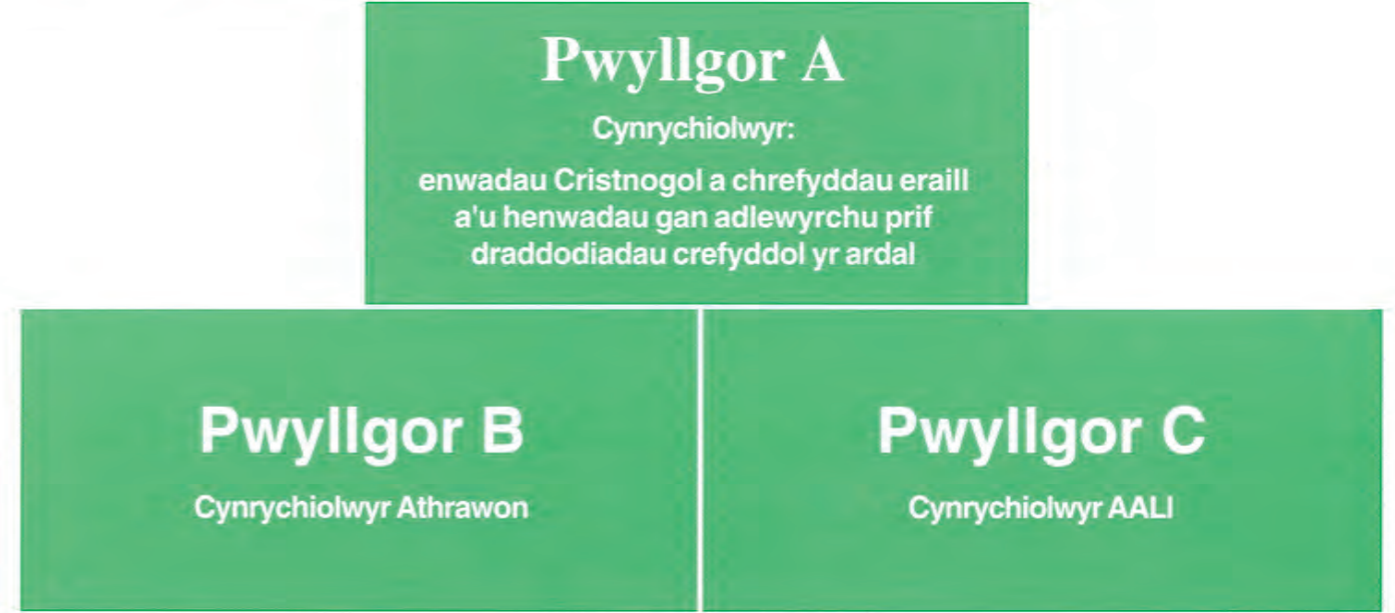 Pwyllgor A
Cynrychiolwyr:
enwadau Cristnogol a chrefyddau eraill
a'u henwadau gan adlewyrchu prif
draddodiadau crefyddol yr ardal
Pwyllgor B
Cynrychiolwyr Athrawon
Pwyllgor C
Cynrychiolwyr AALl